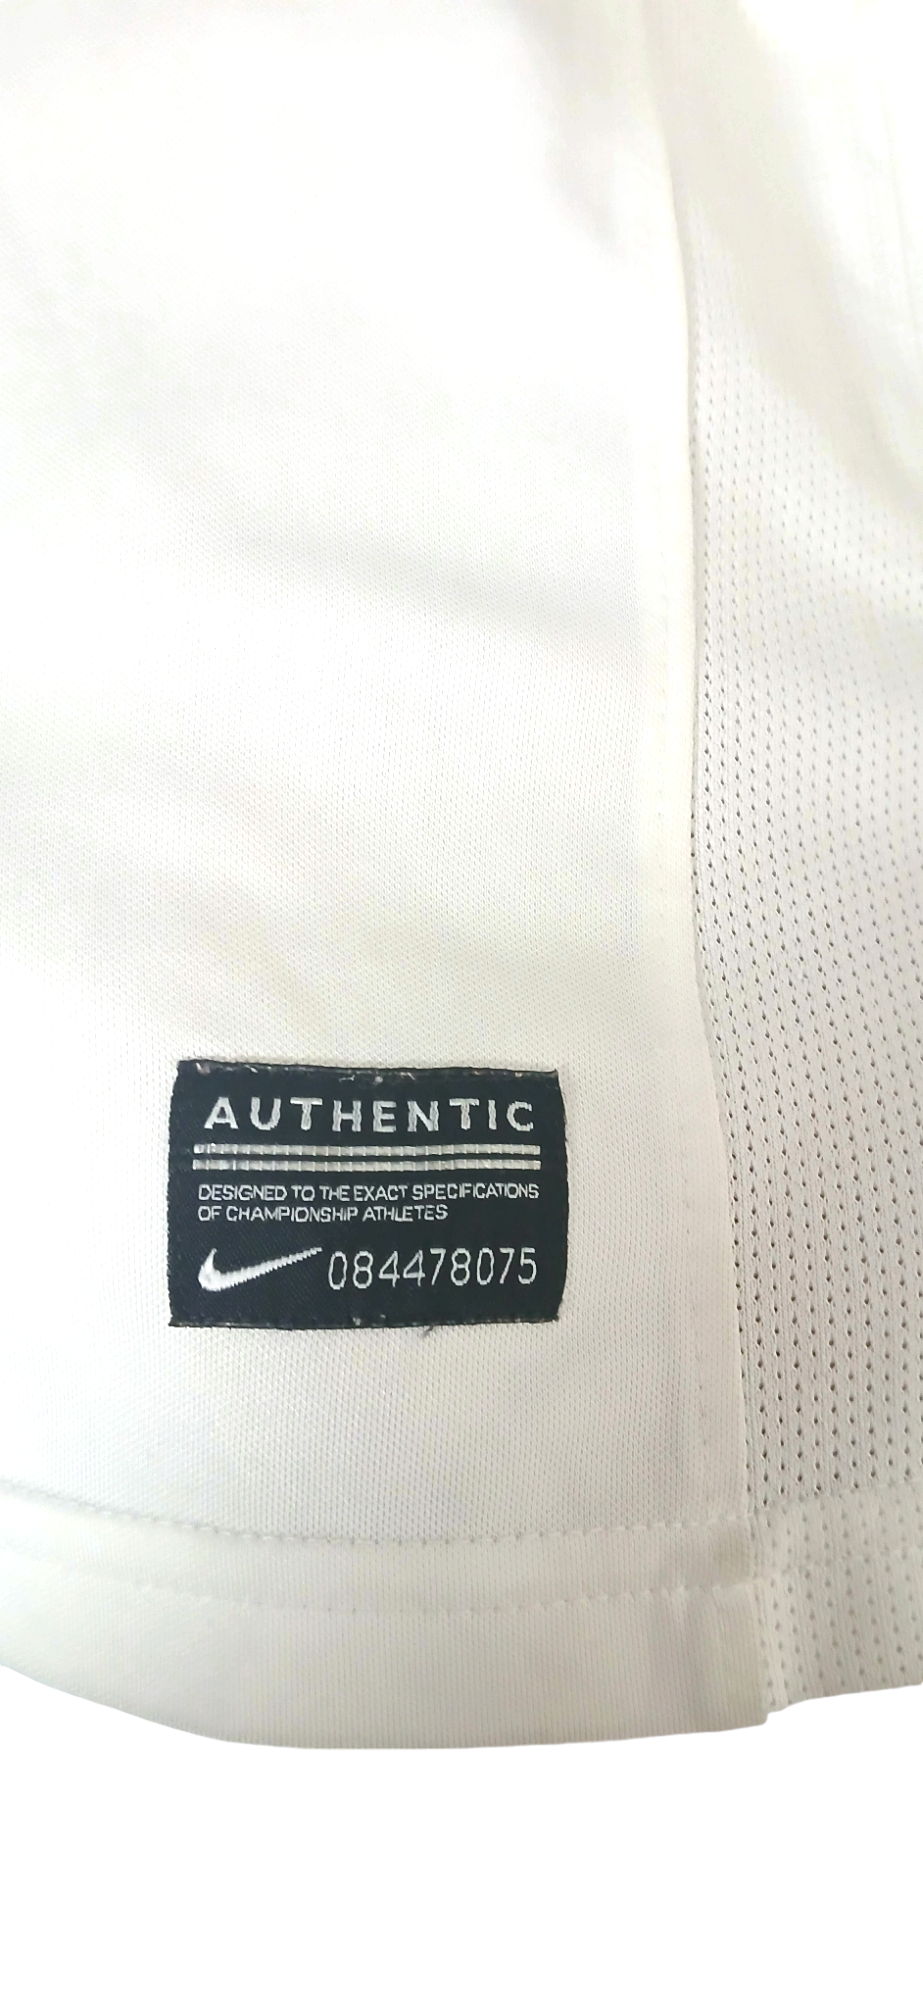 AUTHENTIC
DESIGNED TO THE EXACT SPECIFICATIONS
OF CHAMPIONSHIP ATHLETES
084478075